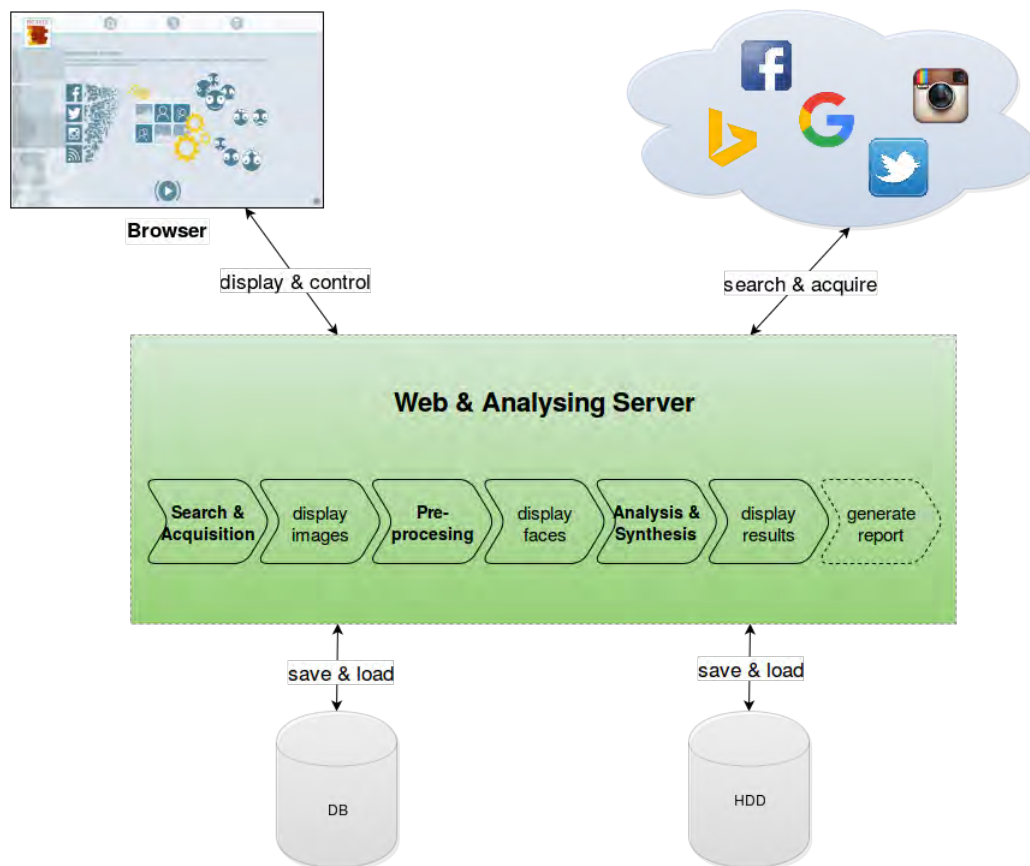 Browser
display & control
search & acquire
Web & Analysing Server
Search &
Acquisition
display
images
Pre-
procesing
display
faces
Analysis &
Synthesis
display
results
generate
report
save & load
save & load
DB
HDD